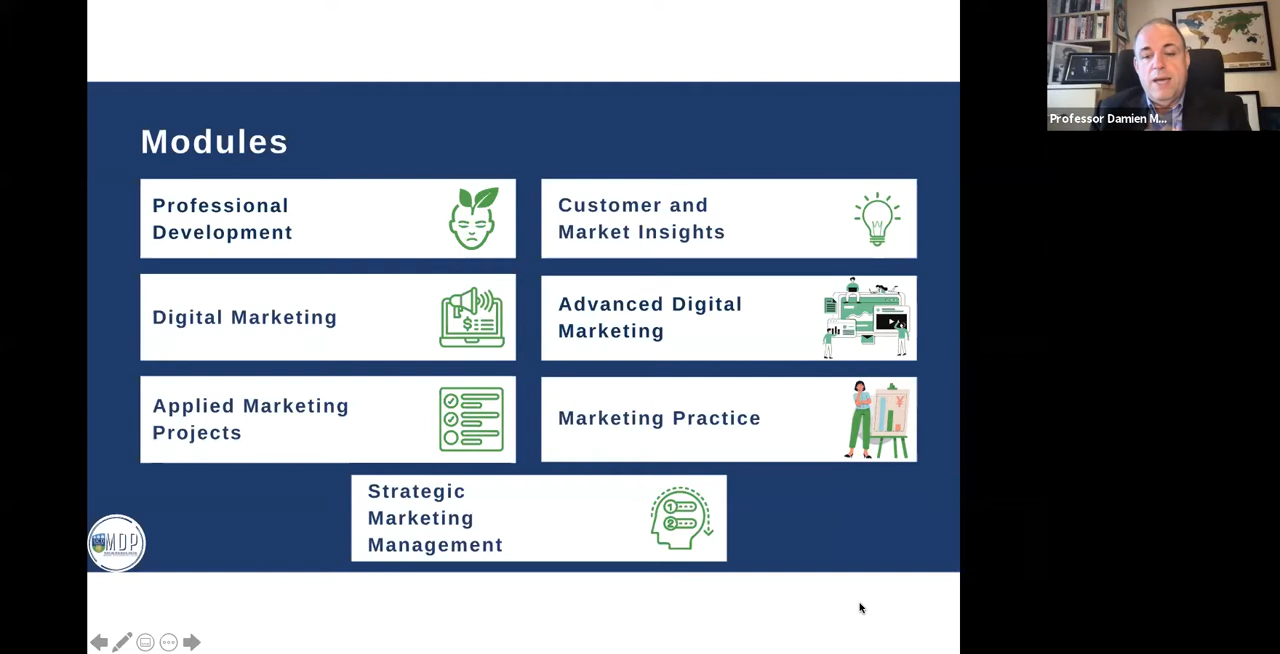 Modules
Professional
Development
Customer and
Market Insights
Digital Marketing
Advanced Digital
Marketing
Applied Marketing
Projects
Marketing Practice
Strategic
Marketing
Management
MDP
Professor Damien M...